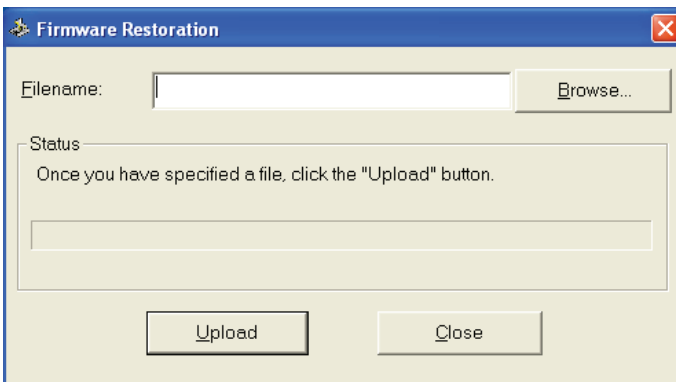 Firmware Restoration
Filename:
Browse...
Status
Once you have specified a file, click the "Upload" button.
Upload
Close